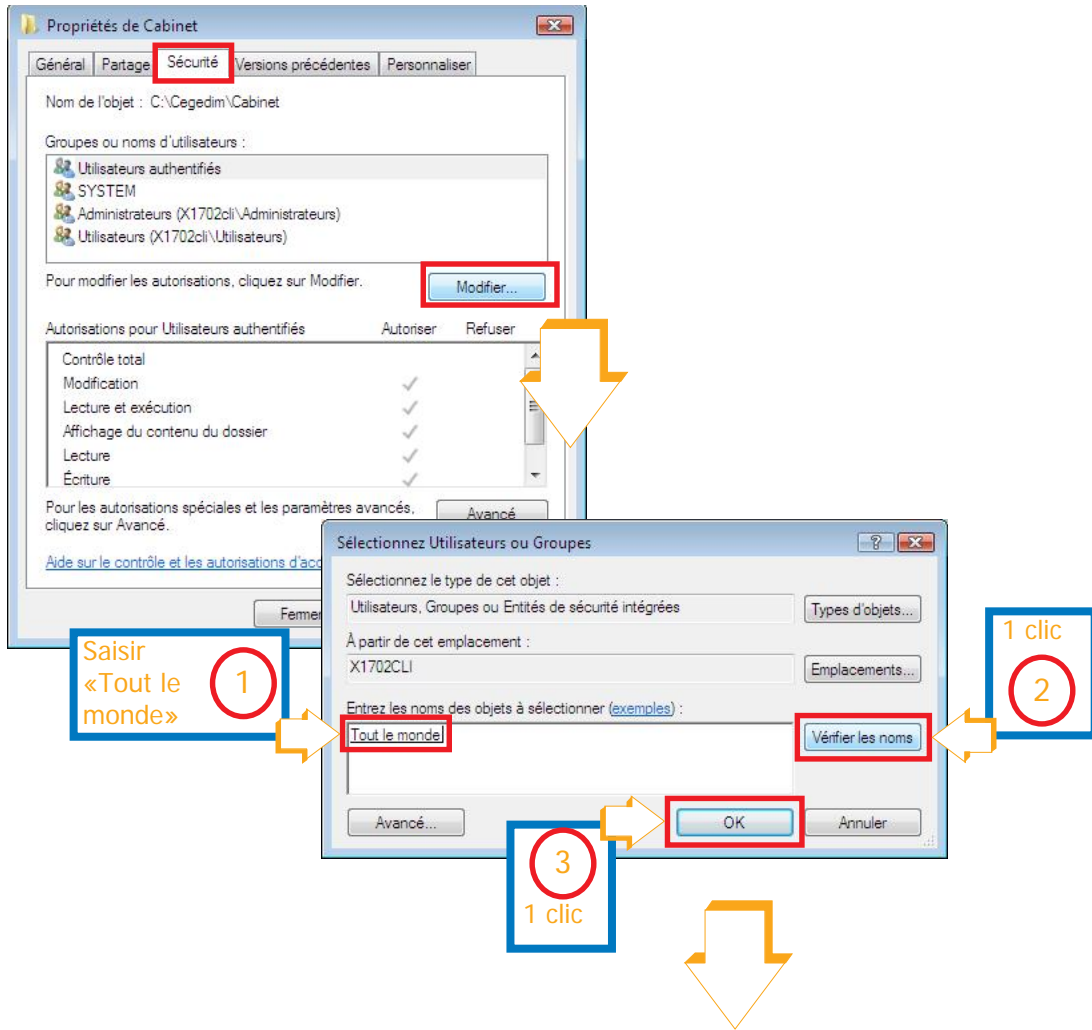 Propriétés de Cabinet
Général Partage Sécurité Versions précédentes Personnaliser
Nom de l'objet : C:\Cegedim\Cabinet
Groupes ou noms d'utilisateurs :
Utilisateurs authentifiés
SYSTEM
Administrateurs (X1702cli\Administrateurs)
Utilisateurs (X1702cli\Utilisateurs)
Pour modifier les autorisations, cliquez sur Modifier.
Modifier...
Autorisations pour Utilisateurs authentifiés Autoriser Refuser
Contrôle total
Modification
Lecture et exécution
Affichage du contenu du dossier
Lecture
Écriture
Pour les autorisations spéciales et les paramètres avancés,
cliquez sur Avancé.
Avancé
Aide sur le contrôle et les autorisations d'acc
Fermer
Sélectionnez Utilisateurs ou Groupes
Sélectionnez le type de cet objet :
Utilisateurs, Groupes ou Entités de sécurité intégrées
Types d'objets...
À partir de cet emplacement :
X1702CLI
Emplacements...
Entrez les noms des objets à sélectionner (exemples) :
Tout le monde
Vérifier les noms
Avancé...
OK
Annuler
Saisir
«Tout le
monde»
1
1 clic
2
3
1 clic